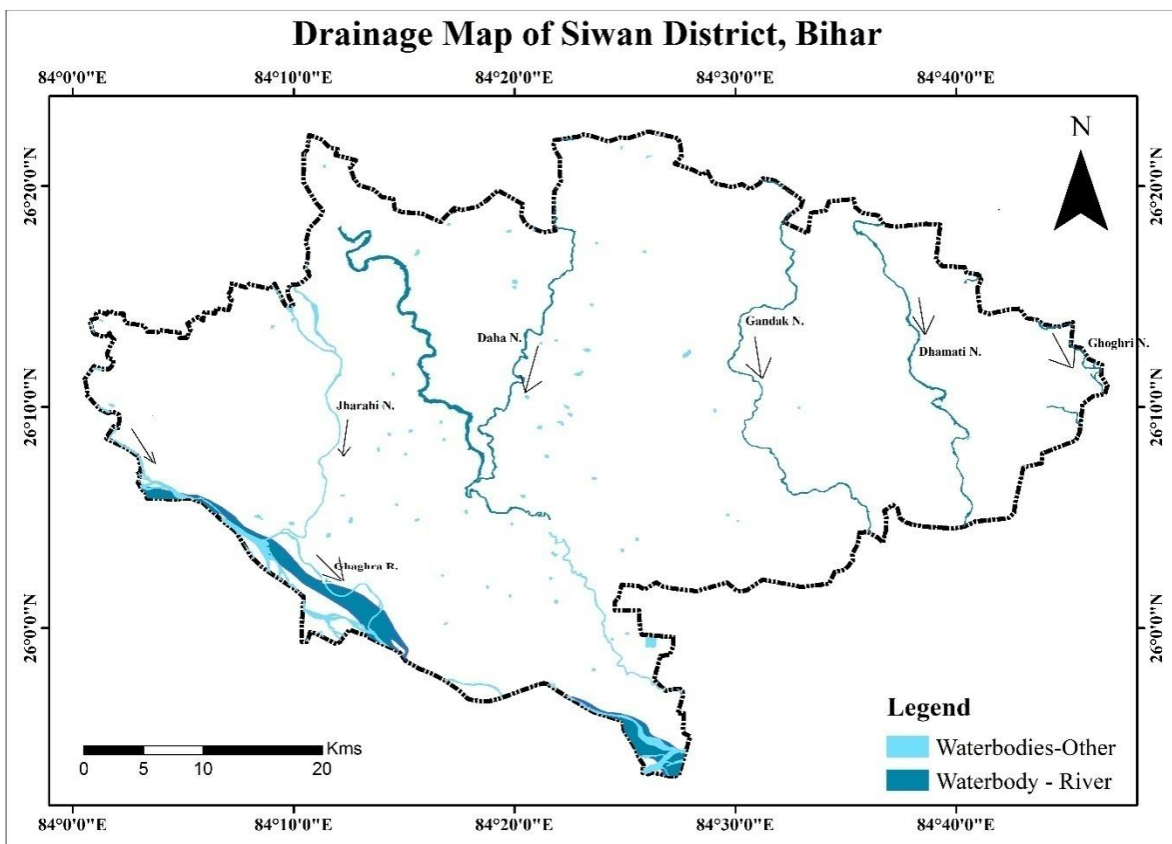 Drainage Map of Siwan District, Bihar
84°0'0"E 84°10'0"E 84°20'0"E 84°30'0"E 84°40'0"E
N
26°20'0"N 26°20'0"N
Daha N.
Gandak N.
Dhamati N.
Ghoghri N.
Jharahi N.
26°10'0"N 26°10'0"N
Ghaghra R.
26°0'0"N 26°0'0"N
Legend
Waterbodies-Other
Waterbody - River
Kms
0 5 10 20
84°0'0"E 84°10'0"E 84°20'0"E 84°30'0"E 84°40'0"E